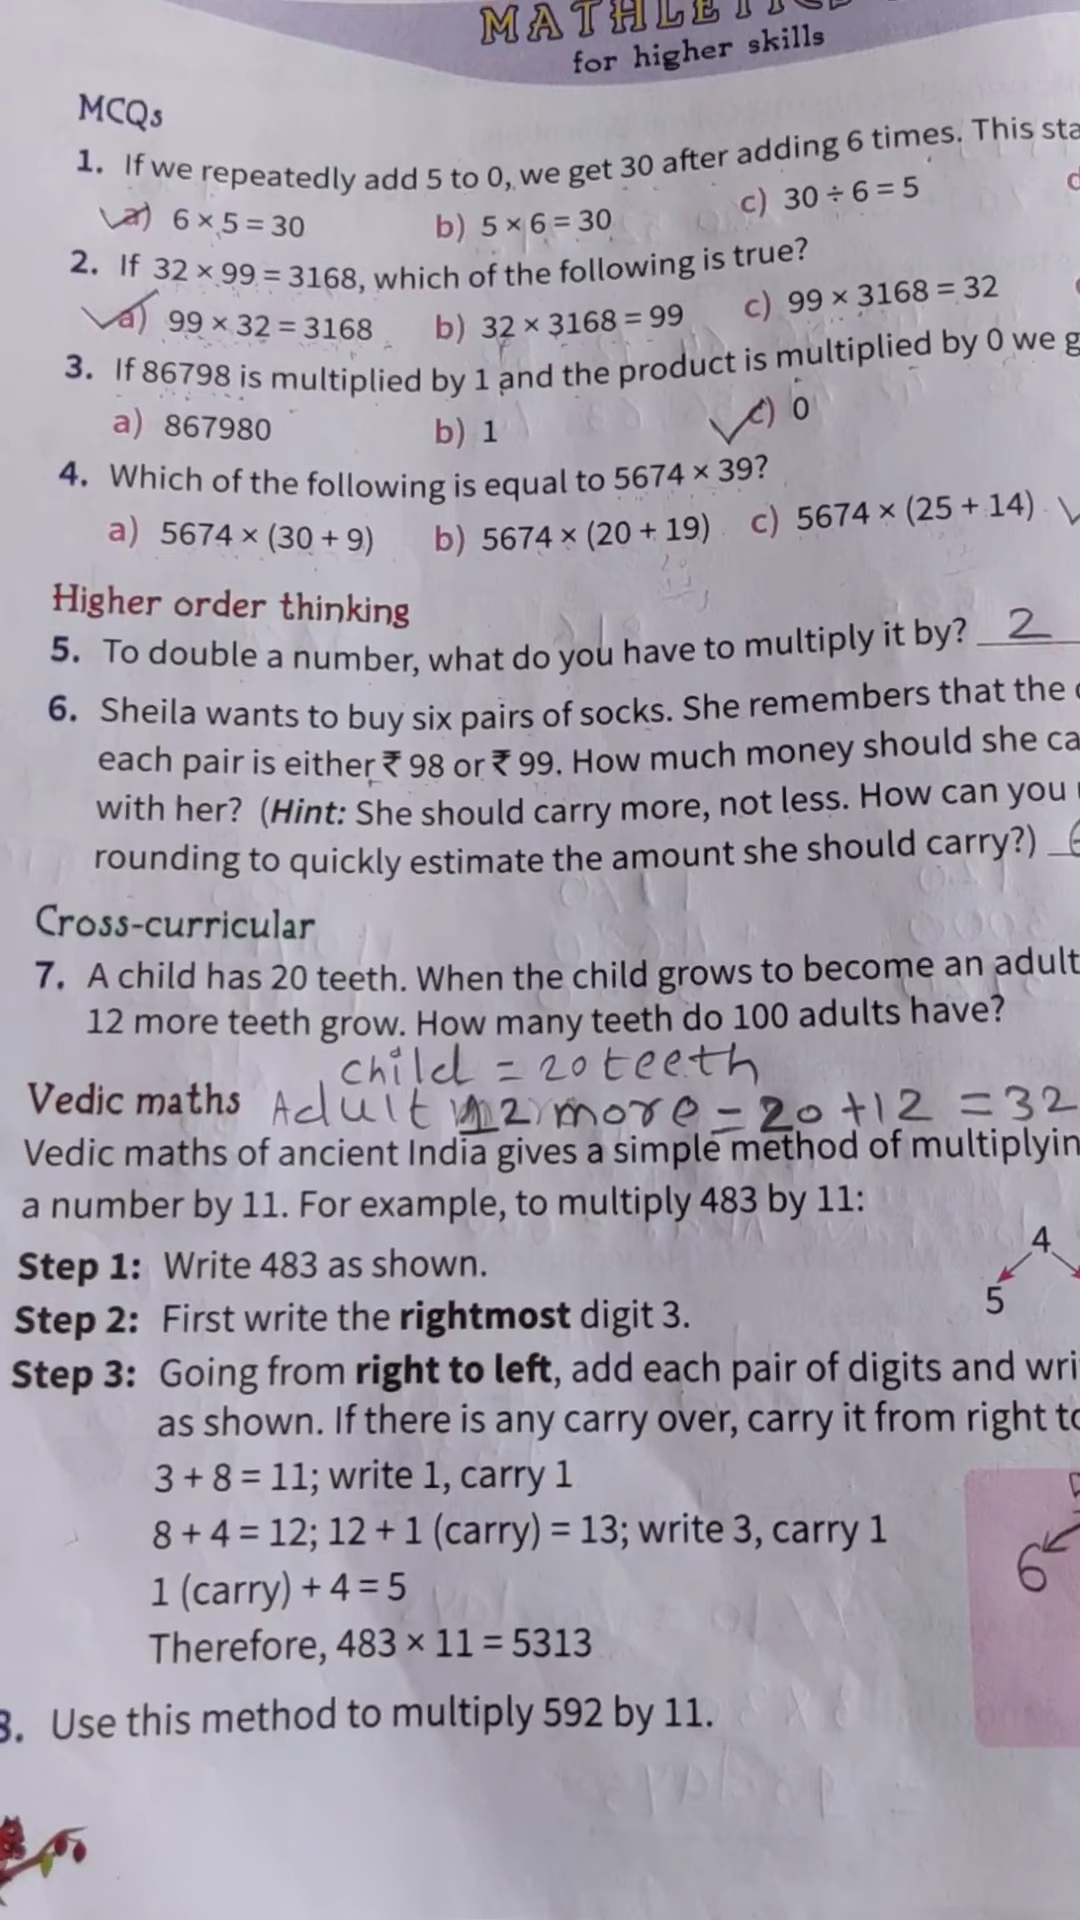 MATHLETICS
for higher skills
MCQs
1. If we repeatedly add 5 to 0, we get 30 after adding 6 times. This
a) 6 × 5 = 30 b) 5 × 6 = 30 c) 30 ÷ 6 = 5
2. If 32 × 99 = 3168, which of the following is true?
a) 99 × 32 = 3168 b) 32 × 3168 = 99 c) 99 × 3168 = 32
3. If 86798 is multiplied by 1 and the product is multiplied by 0 we
a) 867980 b) 1 c) 0
4. Which of the following is equal to 5674 × 39?
a) 5674 × (30 + 9) b) 5674 × (20 + 19) c) 5674 × (25 + 14)
Higher order thinking
5. To double a number, what do you have to multiply it by? 2
6. Sheila wants to buy six pairs of socks. She remembers that the
each pair is either ₹ 98 or ₹ 99. How much money should she
with her? (Hint: She should carry more, not less. How can you
rounding to quickly estimate the amount she should carry?)
Cross-curricular
7. A child has 20 teeth. When the child grows to become an adult
12 more teeth grow. How many teeth do 100 adults have?
child = 20 teeth
Vedic maths Adult 12 more = 20 + 12 = 32
Vedic maths of ancient India gives a simple method of
a number by 11. For example, to multiply 483 by 11:
4
Step 1: Write 483 as shown.
5
Step 2: First write the rightmost digit 3.
Step 3: Going from right to left, add each pair of digits and
as shown. If there is any carry over, carry it from right
3 + 8 = 11; write 1, carry 1
8 + 4 = 12; 12 + 1 (carry) = 13; write 3, carry 1
6
1 (carry) + 4 = 5
Therefore, 483 × 11 = 5313
Use this method to multiply 592 by 11.